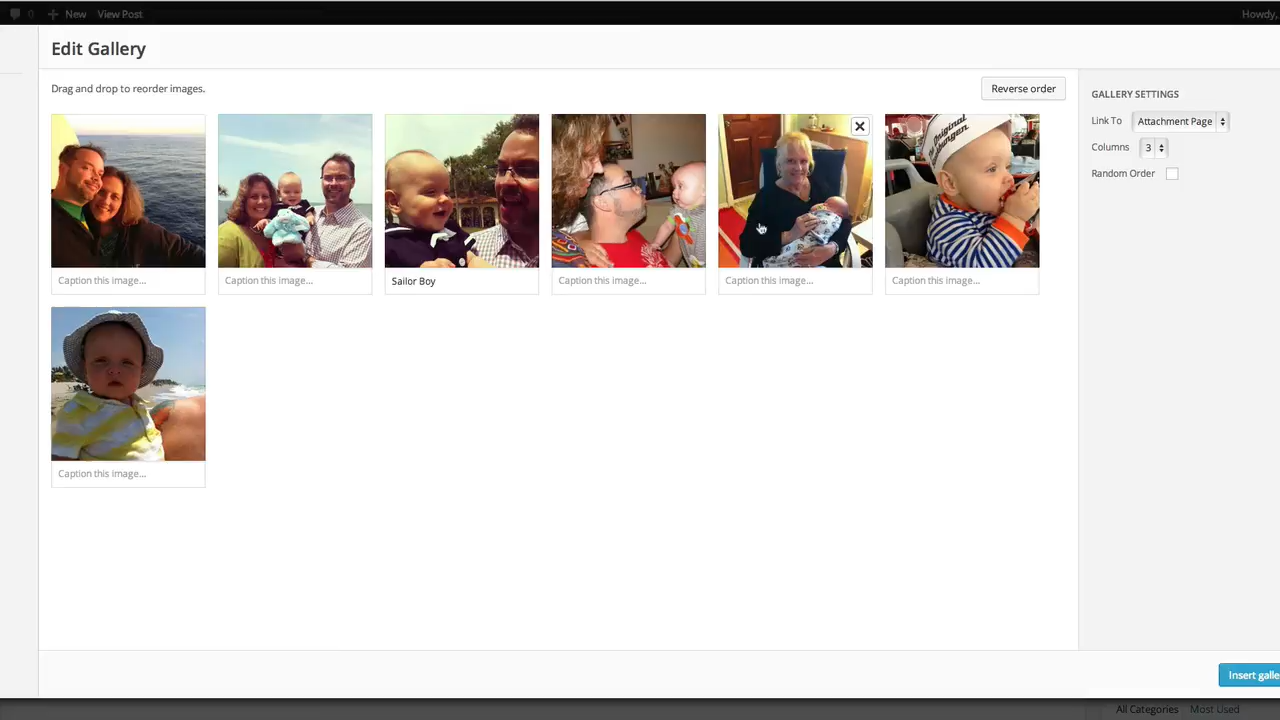 0 New View Post
Howdy,
Edit Gallery
Drag and drop to reorder images.
Reverse order
GALLERY SETTINGS
Link To Attachment Page
Columns 3
Random Order
Original
Caption this image...
Caption this image...
Sailor Boy
Caption this image...
Caption this image...
Caption this image...
Caption this image...
Insert galle
All Categories Most Used